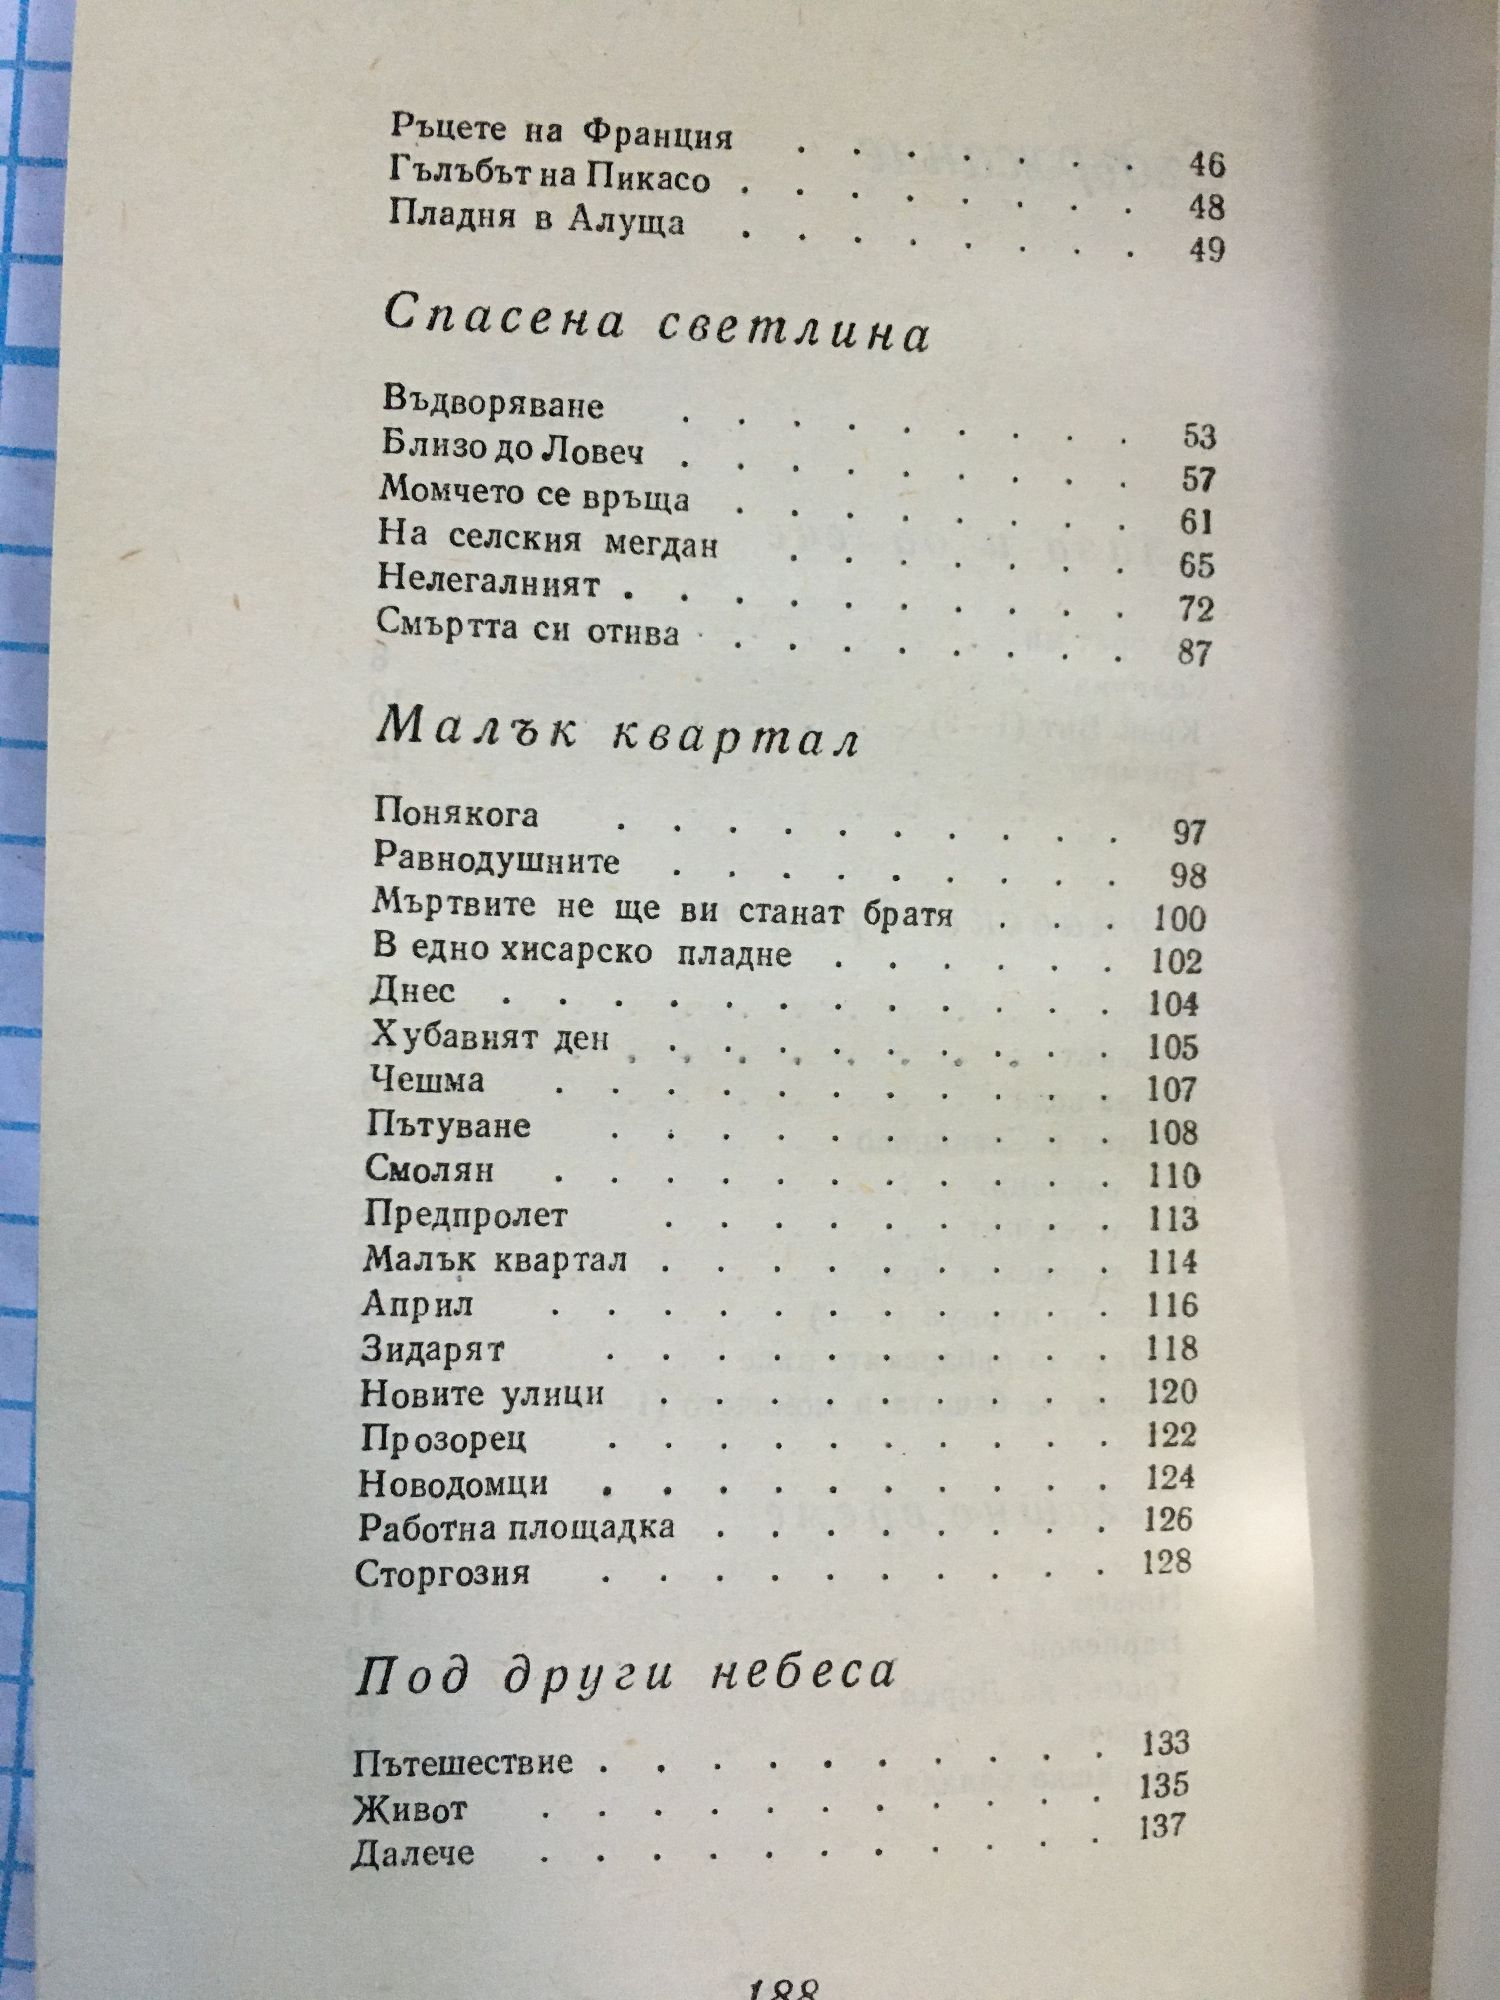 Ръцете на Франция . . . . . . . 46
Гълъбът на Пикасо . . . . . . . . 48
Пладня в Алуща . . . . . . . . 49
Спасена светлина
Въдворяване . . . . . . . . . 53
Близо до Ловеч . . . . . . . . . 57
Момчето се връща . . . . . . . . 61
На селския мегдан . . . . . . . 65
Нелегалният . . . . . . . . . . 72
Смъртта си отива . . . . . . . . 87
Малък квартал
Понякога . . . . . . . . . . 97
Равнодушните . . . . . . . . . 98
Мъртвите не ще ви станат братя . . . 100
В едно хисарско пладне . . . . . . 102
Днес . . . . . . . . . . . . 104
Хубавият ден . . . . . . . . . 105
Чешма . . . . . . . . . . . 107
Пътуване . . . . . . . . . . 108
Смолян . . . . . . . . . . . 110
Предпролет . . . . . . . . . 113
Малък квартал . . . . . . . . . 114
Април . . . . . . . . . . . 116
Зидарят . . . . . . . . . . 118
Новите улици . . . . . . . . . 120
Прозорец . . . . . . . . . . 122
Новодомци . . . . . . . . . . 124
Работна площадка . . . . . . . . 126
Сторгозия . . . . . . . . . . 128
Под други небеса
Пътешествие . . . . . . . . . . 133
Живот . . . . . . . . . . . 135
Далече . . . . . . . . . . . 137
188